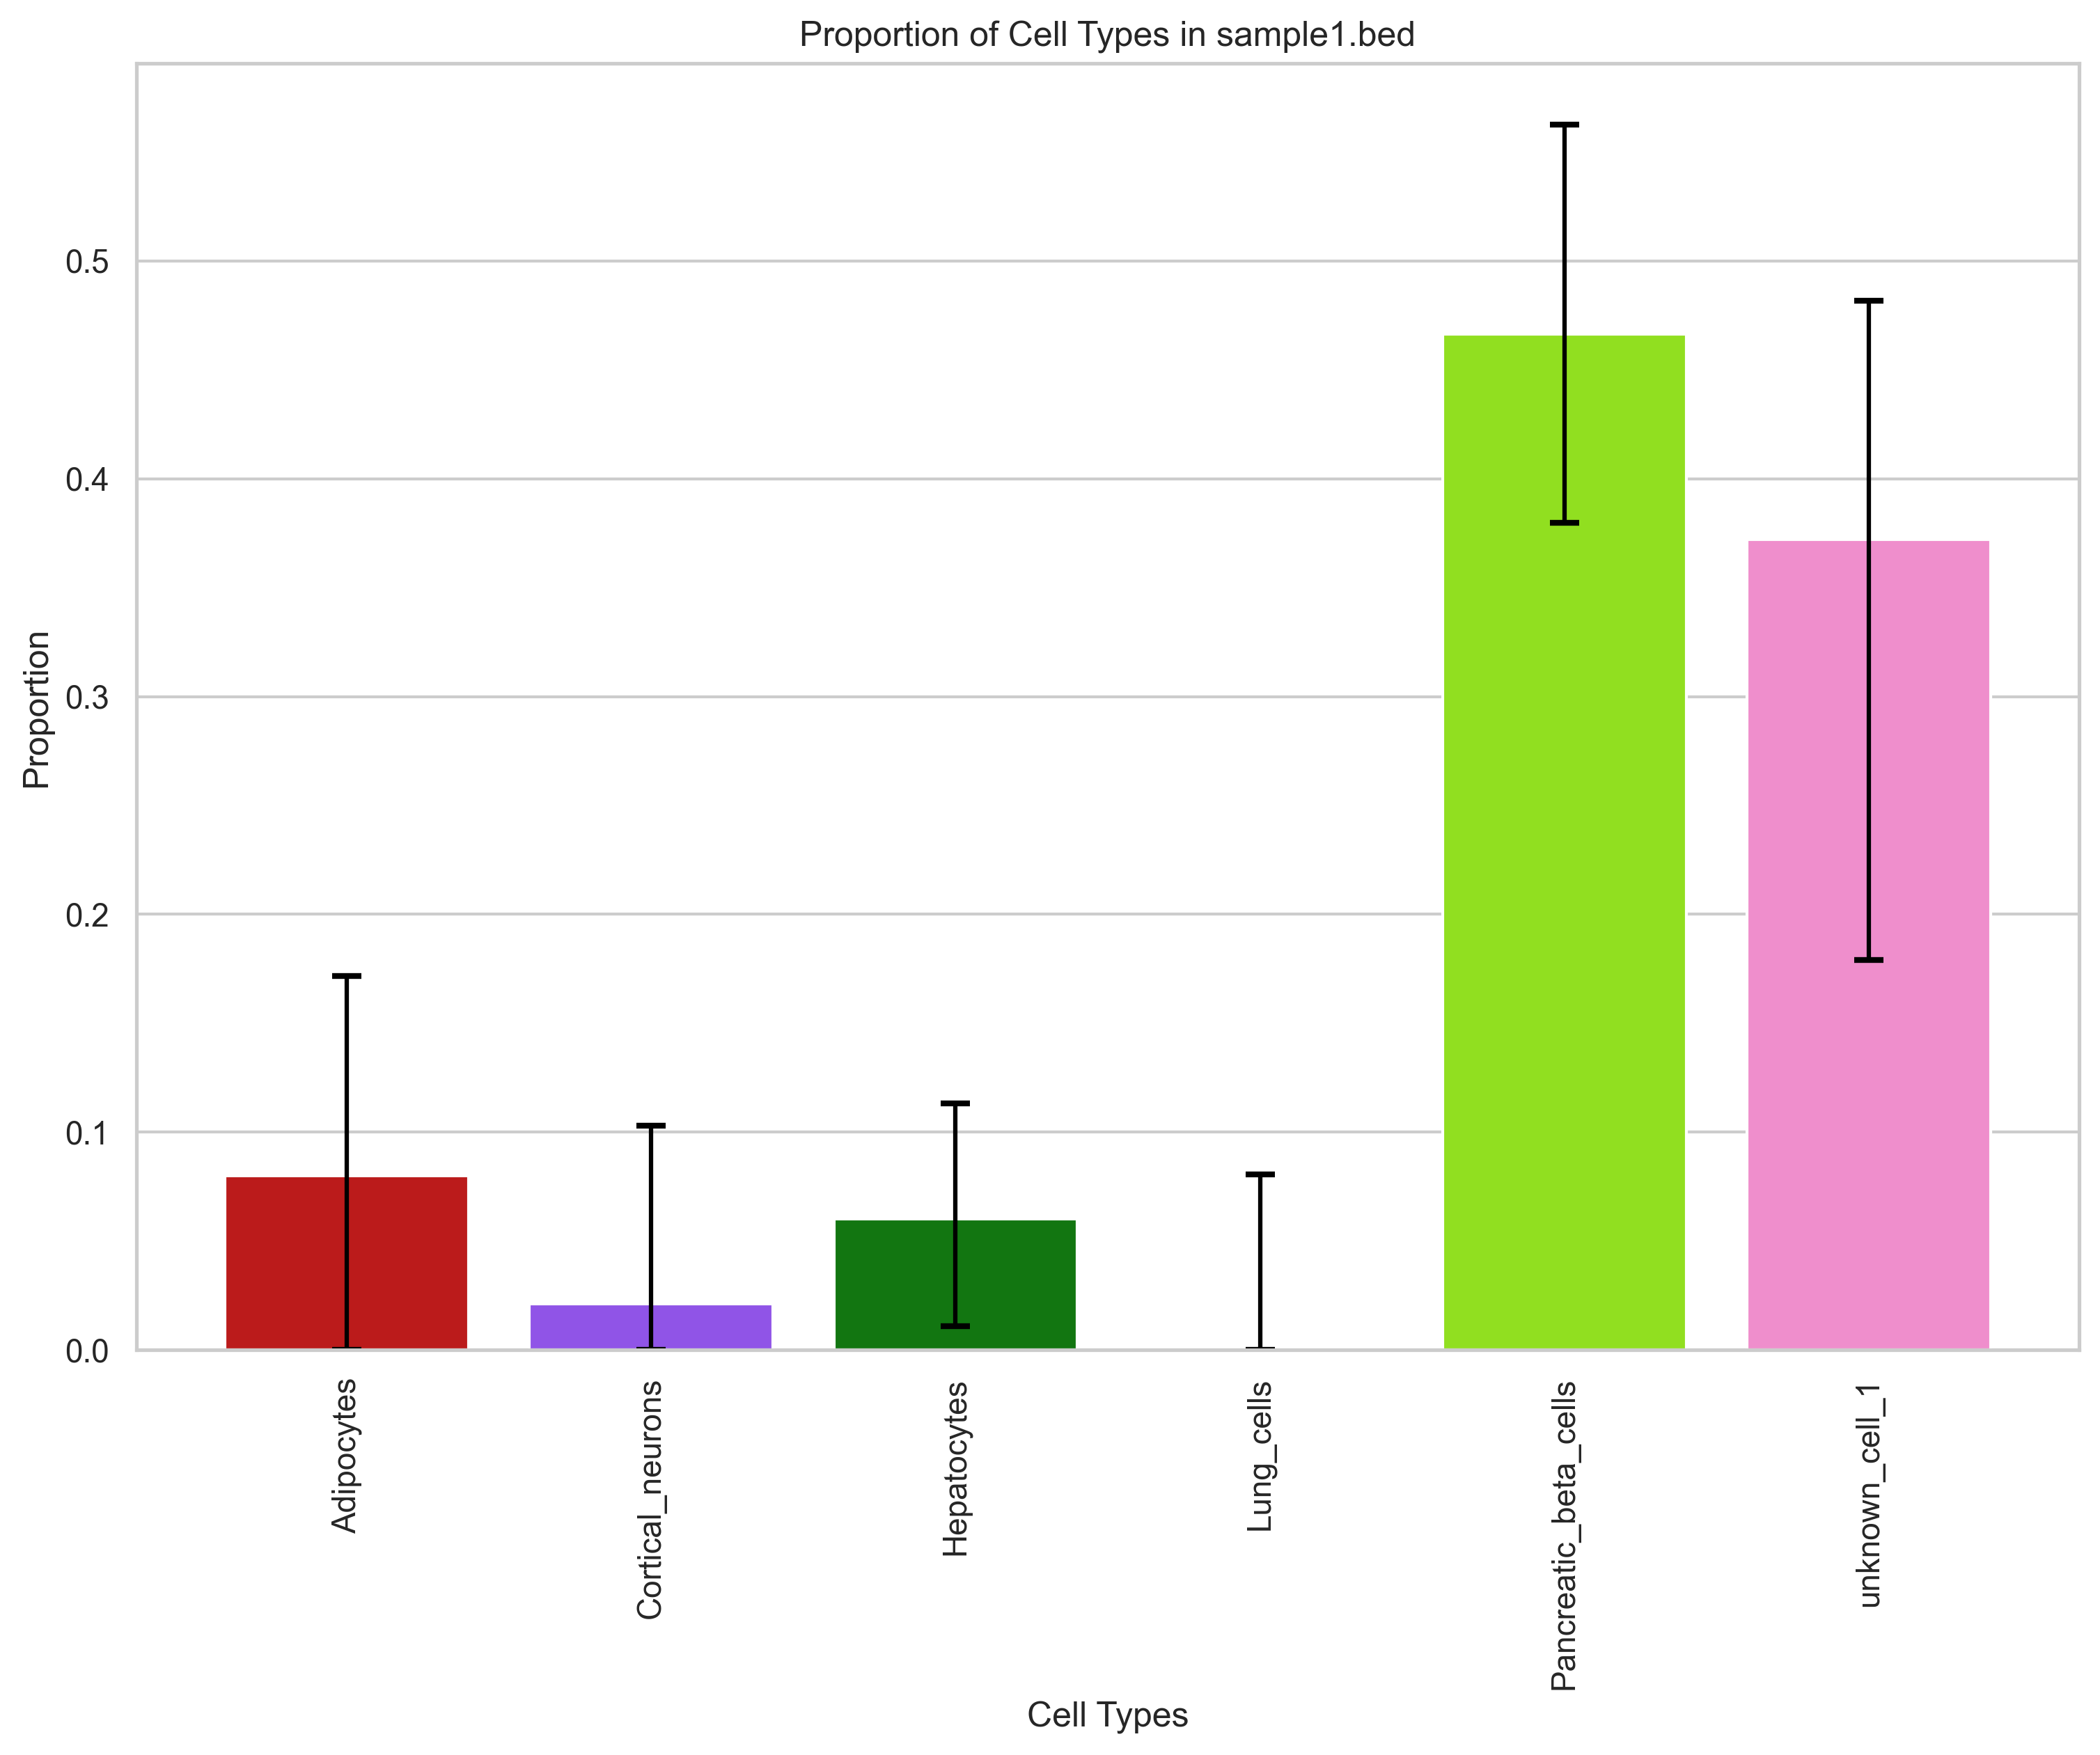 Proportion of Cell Types in sample1.bed
Proportion
0.5
0.4
0.3
0.2
0.1
0.0
Adipocytes
Cortical_neurons
Hepatocytes
Lung_cells
Pancreatic_beta_cells
unknown_cell_1
Cell Types